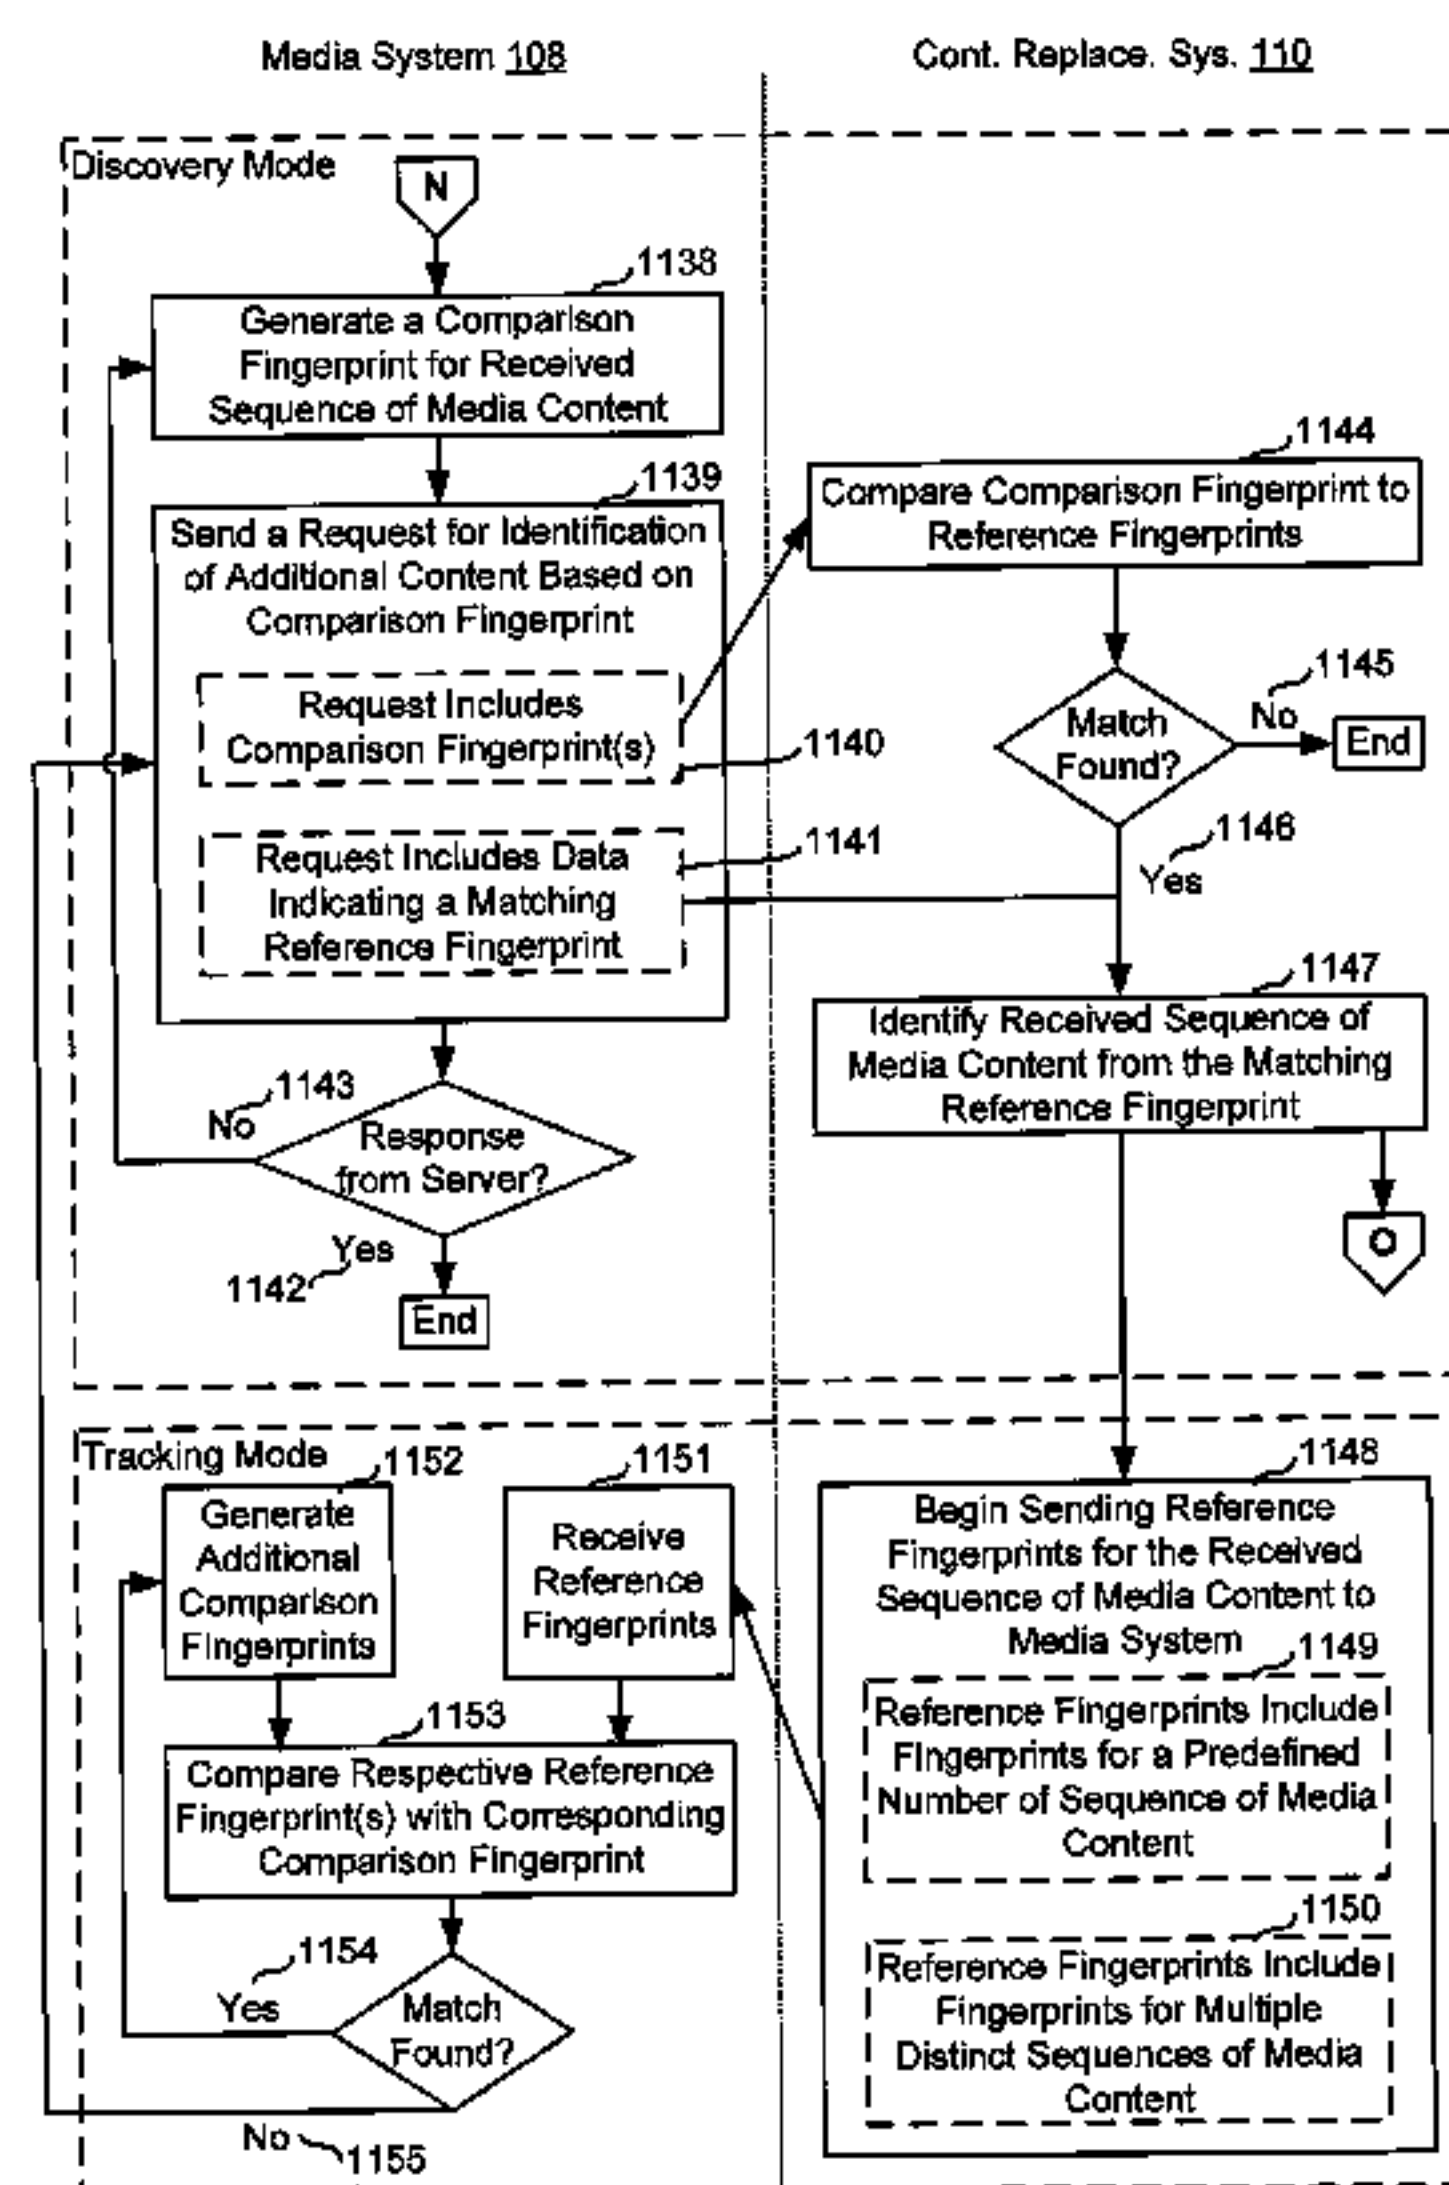 Media System 108
Cont. Replace. Sys. 110
Discovery Mode
N
1138
Generate a Comparison
Fingerprint for Received
Sequence of Media Content
1139
Send a Request for Identification
of Additional Content Based on
Comparison Fingerprint
Request Includes
Comparison Fingerprint(s)
1140
Request Includes Data
Indicating a Matching
Reference Fingerprint
1141
1143
No
Response
from Server?
Yes
1142
End
1144
Compare Comparison Fingerprint to
Reference Fingerprints
1145
No
Match
Found?
End
1146
Yes
1147
Identify Received Sequence of
Media Content from the Matching
Reference Fingerprint
O
Tracking Mode
1152
Generate
Additional
Comparison
Fingerprints
1151
Receive
Reference
Fingerprints
1153
Compare Respective Reference
Fingerprint(s) with Corresponding
Comparison Fingerprint
1154
Yes
Match
Found?
No
1155
1148
Begin Sending Reference
Fingerprints for the Received
Sequence of Media Content to
Media System
1149
Reference Fingerprints Include
Fingerprints for a Predefined
Number of Sequence of Media
Content
1150
Reference Fingerprints Include
Fingerprints for Multiple
Distinct Sequences of Media
Content